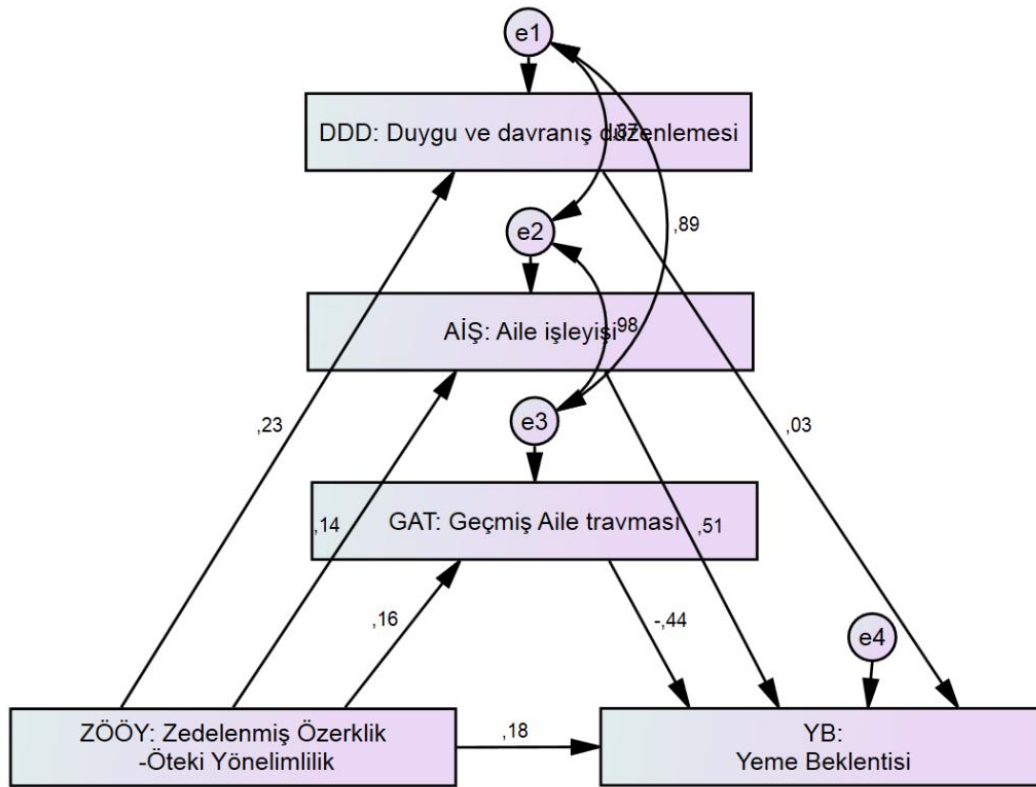 e1
DDD: Duygu ve davranış düzenlemesi
,87
e2
,89
AİŞ: Aile işleyişi
,98
e3
,23
,03
GAT: Geçmiş Aile travması
,14
,51
,16
-,44
e4
ZÖÖY: Zedelenmiş Özerklik
-Öteki Yönelimlilik
,18
YB:
Yeme Beklentisi